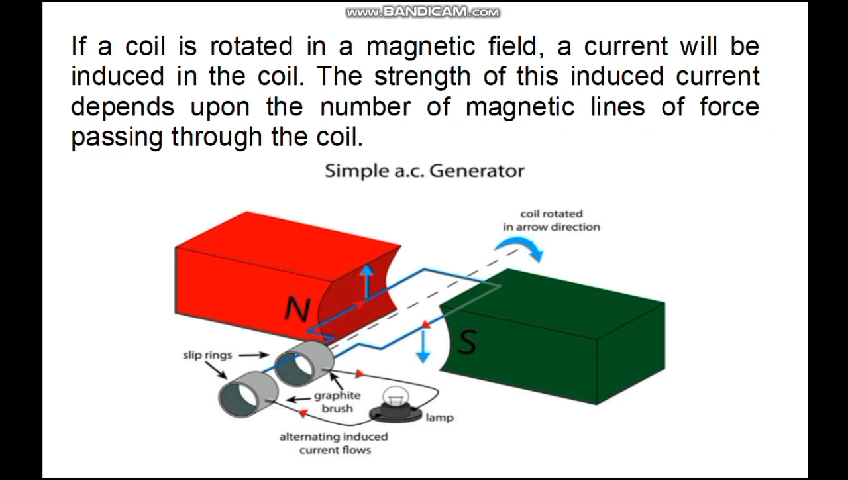 www.BANDICAM.com
If a coil is rotated in a magnetic field, a current will be
induced in the coil. The strength of this induced current
depends upon the number of magnetic lines of force
passing through the coil.
Simple a.c. Generator
coil rotated
in arrow direction
N
S
slip rings
graphite
brush
lamp
alternating induced
current flows